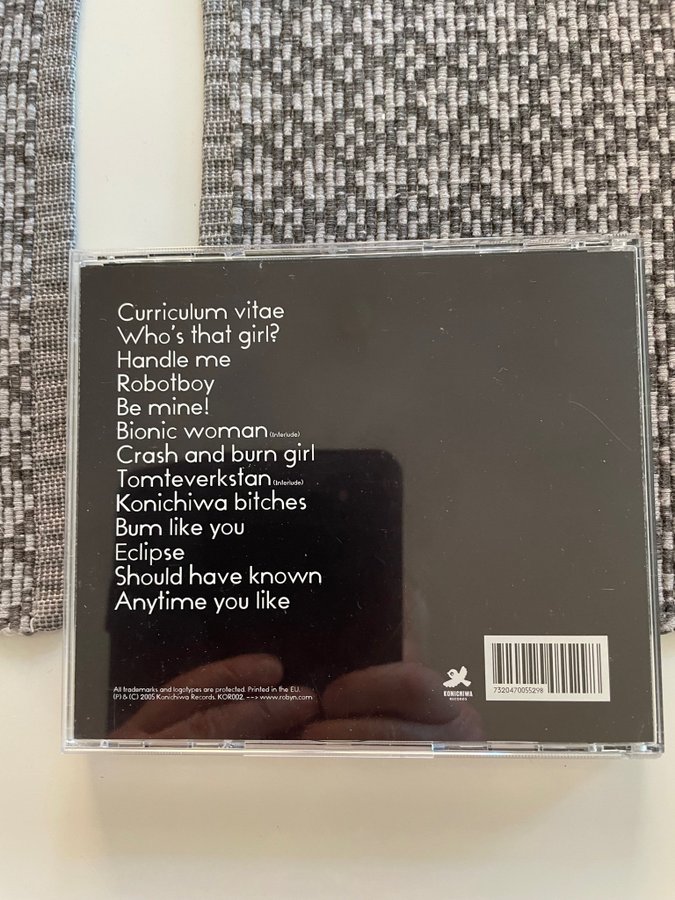 Curriculum vitae
Who's that girl?
Handle me
Robotboy
Be mine!
Bionic woman (Interlude)
Crash and burn girl
Tomteverkstan (Interlude)
Konichiwa bitches
Bum like you
Eclipse
Should have known
Anytime you like
All trademarks and logotypes are protected. Printed in the EU.
(P) & (C) 2005 Konichiwa Records. KOR002. --> www.robyn.com
KONICHIWA
RECORDS
7320470055298